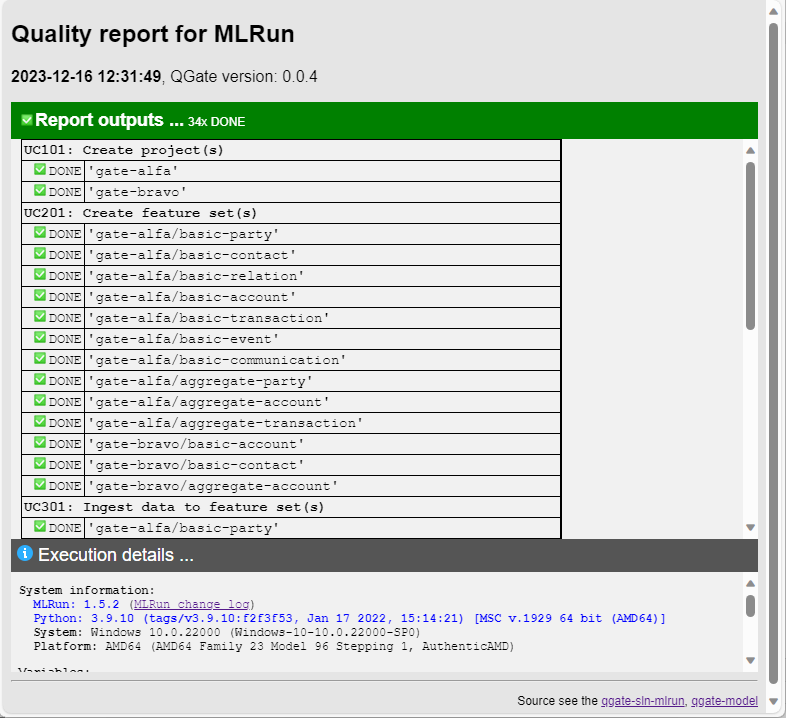 Quality report for MLRun
2023-12-16 12:31:49, QGate version: 0.0.4
Report outputs ... 34x DONE
UC101: Create project(s)
DONE 'gate-alfa'
DONE 'gate-bravo'
UC201: Create feature set(s)
DONE 'gate-alfa/basic-party'
DONE 'gate-alfa/basic-contact'
DONE 'gate-alfa/basic-relation'
DONE 'gate-alfa/basic-account'
DONE 'gate-alfa/basic-transaction'
DONE 'gate-alfa/basic-event'
DONE 'gate-alfa/basic-communication'
DONE 'gate-alfa/aggregate-party'
DONE 'gate-alfa/aggregate-account'
DONE 'gate-alfa/aggregate-transaction'
DONE 'gate-bravo/basic-account'
DONE 'gate-bravo/basic-contact'
DONE 'gate-bravo/aggregate-account'
UC301: Ingest data to feature set(s)
DONE 'gate-alfa/basic-party'
Execution details ...
System information:
MLRun: 1.5.2 (MLRun change log)
Python: 3.9.10 (tags/v3.9.10:f2f3f53, Jan 17 2022, 15:14:21) [MSC v.1929 64 bit (AMD64)]
System: Windows 10.0.22000 (Windows-10-10.0.22000-SP0)
Platform: AMD64 (AMD64 Family 23 Model 96 Stepping 1, AuthenticAMD)
Variables:
Source see the qgate-sln-mlrun, qgate-model